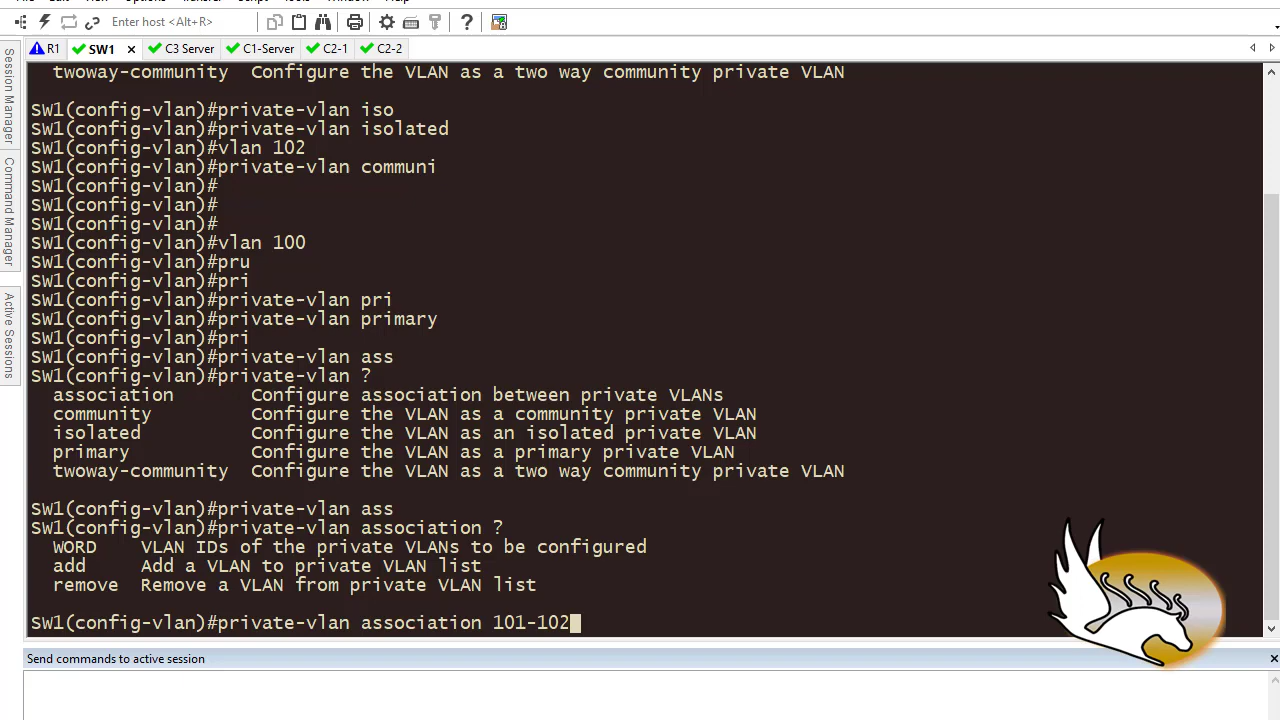 Enter host <Alt+R>
R1
SW1
C3 Server
C1-Server
C2-1
C2-2
Session Manager
Command Manager
Active Sessions
twoway-community  Configure the VLAN as a two way community private VLAN
SW1(config-vlan)#private-vlan iso
SW1(config-vlan)#private-vlan isolated
SW1(config-vlan)#vlan 102
SW1(config-vlan)#private-vlan communi
SW1(config-vlan)#
SW1(config-vlan)#
SW1(config-vlan)#
SW1(config-vlan)#vlan 100
SW1(config-vlan)#pru
SW1(config-vlan)#pri
SW1(config-vlan)#private-vlan pri
SW1(config-vlan)#private-vlan primary
SW1(config-vlan)#pri
SW1(config-vlan)#private-vlan ass
SW1(config-vlan)#private-vlan ?
association       Configure association between private VLANs
community         Configure the VLAN as a community private VLAN
isolated          Configure the VLAN as an isolated private VLAN
primary           Configure the VLAN as a primary private VLAN
twoway-community  Configure the VLAN as a two way community private VLAN
SW1(config-vlan)#private-vlan ass
SW1(config-vlan)#private-vlan association ?
WORD    VLAN IDs of the private VLANs to be configured
add     Add a VLAN to private VLAN list
remove  Remove a VLAN from private VLAN list
SW1(config-vlan)#private-vlan association 101-102
Send commands to active session